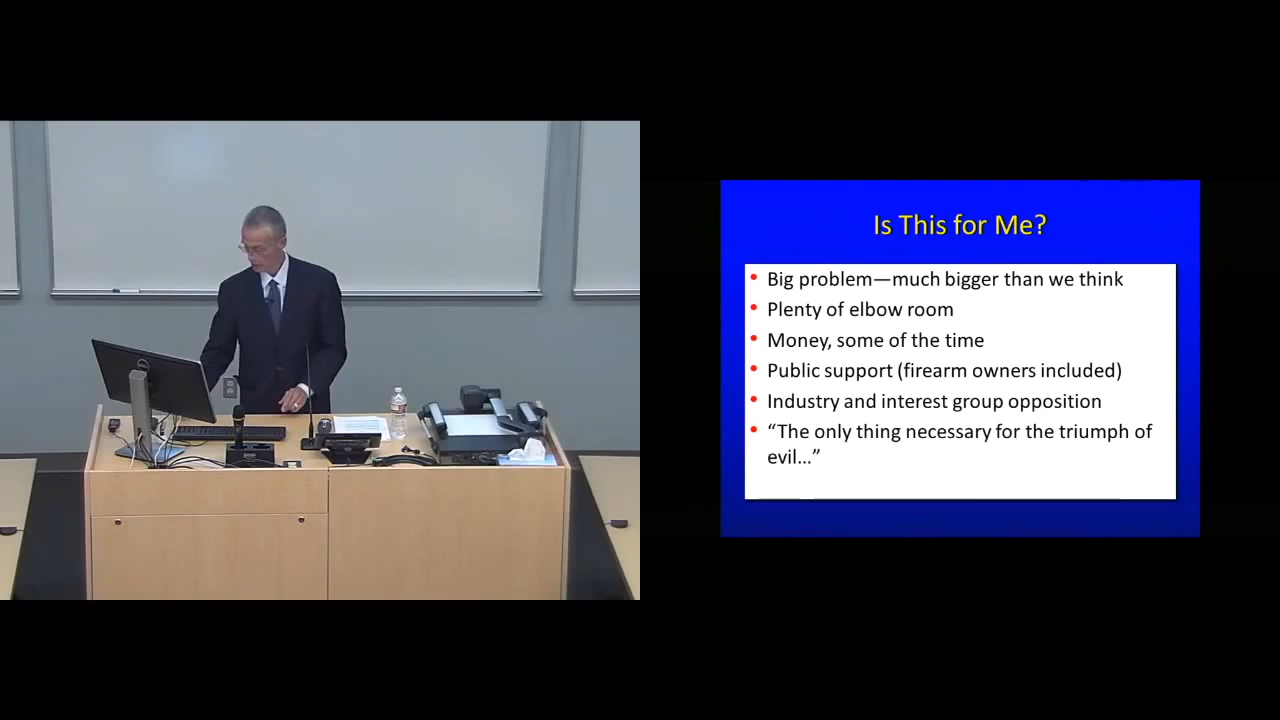 Is This for Me?
• Big problem—much bigger than we think
• Plenty of elbow room
• Money, some of the time
• Public support (firearm owners included)
• Industry and interest group opposition
• “The only thing necessary for the triumph of
evil…”